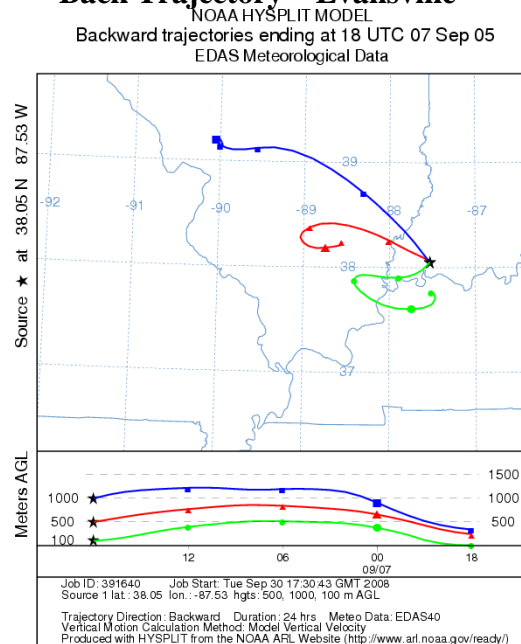 Back Trajectory – Evansville
NOAA HYSPLIT MODEL
Backward trajectories ending at 18 UTC 07 Sep 05
EDAS Meteorological Data
Source ★ at 38.05 N 87.53 W
-92
-91
-90
-89
-88
-87
39
38
37
Meters AGL
1500
1000
1000
500
500
100
12
06
00
18
09/07
Job ID: 391640 Job Start: Tue Sep 30 17:30:43 GMT 2008
Source 1 lat.: 38.05 lon.: -87.53 hgts: 500, 1000, 100 m AGL
Trajectory Direction: Backward Duration: 24 hrs Meteo Data: EDAS40
Vertical Motion Calculation Method: Model Vertical Velocity
Produced with HYSPLIT from the NOAA ARL Website (http://www.arl.noaa.gov/ready/)